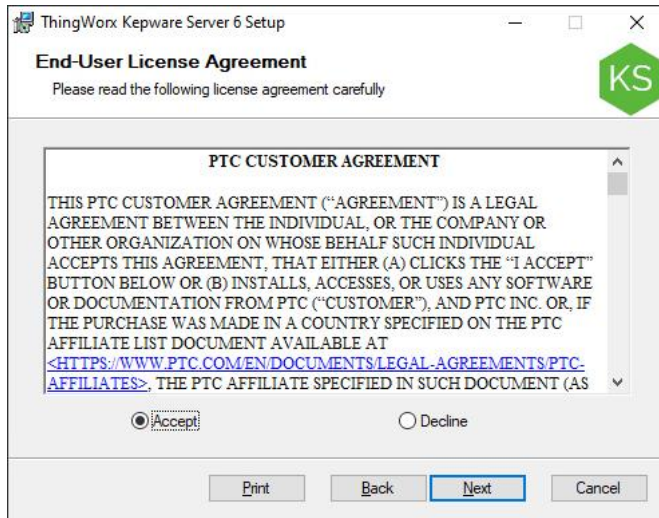 ThingWorx Kepware Server 6 Setup
End-User License Agreement
Please read the following license agreement carefully
KS
PTC CUSTOMER AGREEMENT
THIS PTC CUSTOMER AGREEMENT (“AGREEMENT”) IS A LEGAL
AGREEMENT BETWEEN THE INDIVIDUAL, OR THE COMPANY OR
OTHER ORGANIZATION ON WHOSE BEHALF SUCH INDIVIDUAL
ACCEPTS THIS AGREEMENT, THAT EITHER (A) CLICKS THE “I ACCEPT”
BUTTON BELOW OR (B) INSTALLS, ACCESSES, OR USES ANY SOFTWARE
OR DOCUMENTATION FROM PTC (“CUSTOMER”), AND PTC INC. OR, IF
THE PURCHASE WAS MADE IN A COUNTRY SPECIFIED ON THE PTC
AFFILIATE LIST DOCUMENT AVAILABLE AT
<HTTPS://WWW.PTC.COM/EN/DOCUMENTS/LEGAL-AGREEMENTS/PTC-
AFFILIATES>, THE PTC AFFILIATE SPECIFIED IN SUCH DOCUMENT (AS
Accept Decline
Print Back Next Cancel